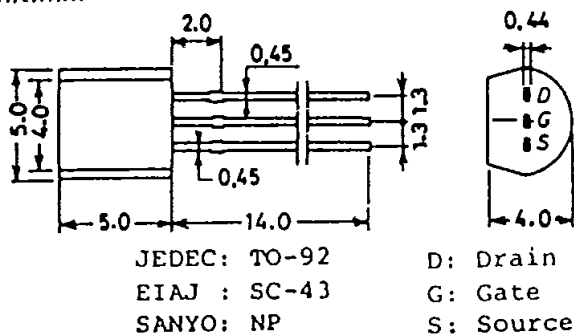 2.0
0.44
0,45
5.0
4.0
1.3
1.3
D
G
S
0,45
5.0
14.0
4.0
JEDEC: TO-92
EIAJ : SC-43
SANYO: NP
D: Drain
G: Gate
S: Source